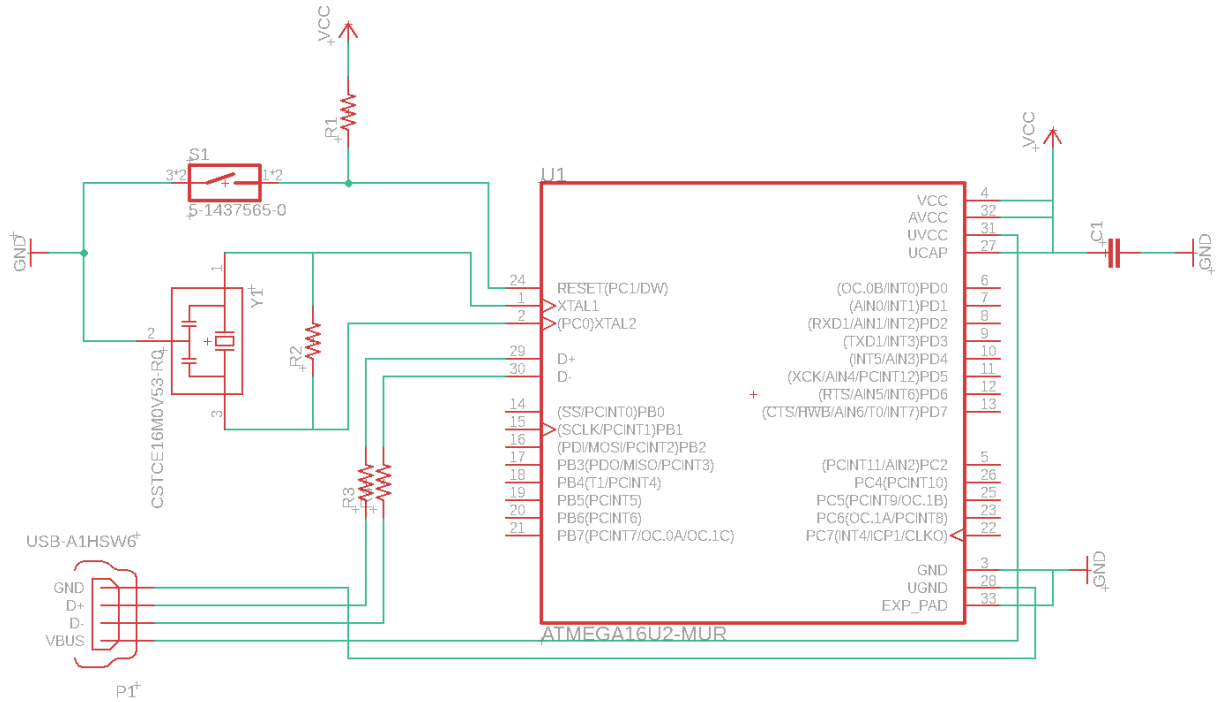 VCC
R1
S1
3*2
1*2
5-1437565-0
GND
1
Y1
2
3
CSTCE16M0V53-R0
R2
R3
USB-A1HSW6
GND
D+
D-
VBUS
P1
U1
24 RESET(PC1/DW)
1 XTAL1
2 (PC0)XTAL2
29 D+
30 D-
14 (SS/PCINT0)PB0
15 (SCLK/PCINT1)PB1
16 (PDI/MOSI/PCINT2)PB2
17 PB3(PDO/MISO/PCINT3)
18 PB4(T1/PCINT4)
19 PB5(PCINT5)
20 PB6(PCINT6)
21 PB7(PCINT7/OC.0A/OC.1C)
VCC 4
AVCC 32
UVCC 31
UCAP 27
(OC.0B/INT0)PD0 6
(AIN0/INT1)PD1 7
(RXD1/AIN1/INT2)PD2 8
(TXD1/INT3)PD3 9
(INT5/AIN3)PD4 10
(XCK/AIN4/PCINT12)PD5 11
(RTS/AIN5/INT6)PD6 12
(CTS/HWB/AIN6/T0/INT7)PD7 13
(PCINT11/AIN2)PC2 5
PC4(PCINT10) 26
PC5(PCINT9/OC.1B) 25
PC6(OC.1A/PCINT8) 23
PC7(INT4/ICP1/CLKO) 22
GND 3
UGND 28
EXP_PAD 33
ATMEGA16U2-MUR
VCC
C1
GND
GND